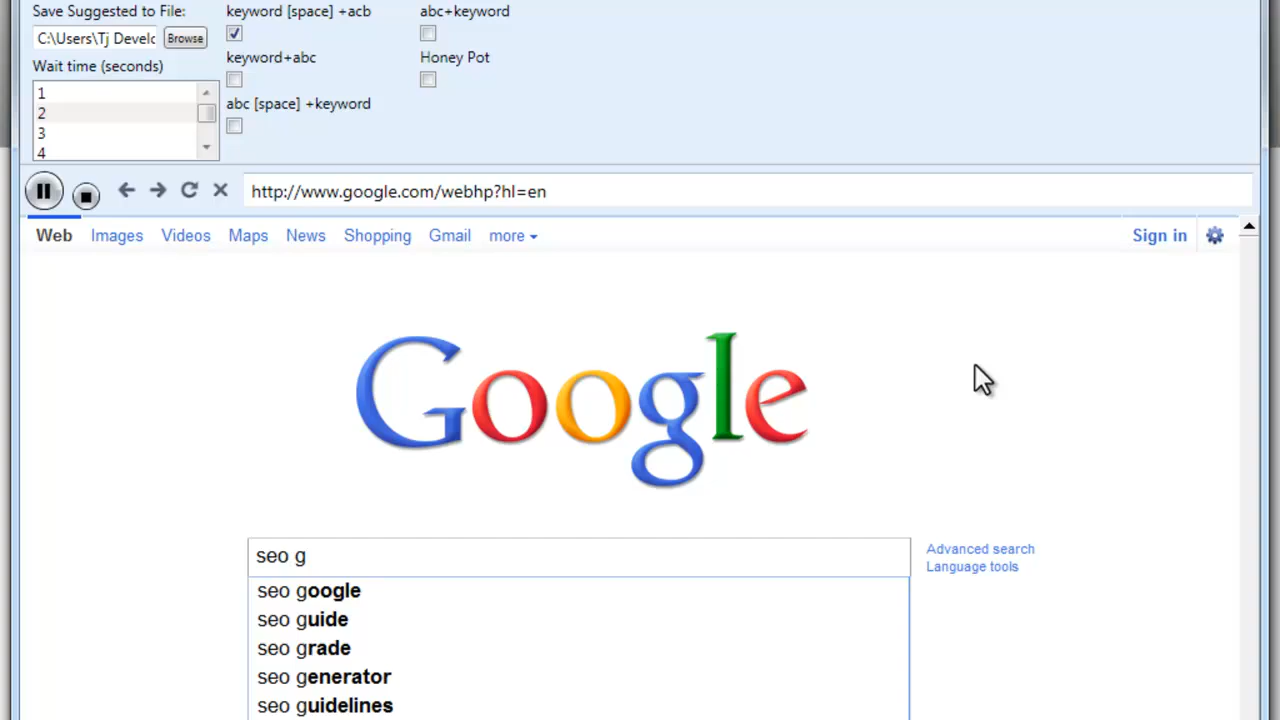 Save Suggested to File:
C:\Users\Tj Develc
Browse
Wait time (seconds)
1
2
3
4
keyword [space] +acb
keyword+abc
abc [space] +keyword
abc+keyword
Honey Pot
http://www.google.com/webhp?hl=en
Web Images Videos Maps News Shopping Gmail more Sign in
Google
seo g
Advanced search
Language tools
seo google
seo guide
seo grade
seo generator
seo guidelines